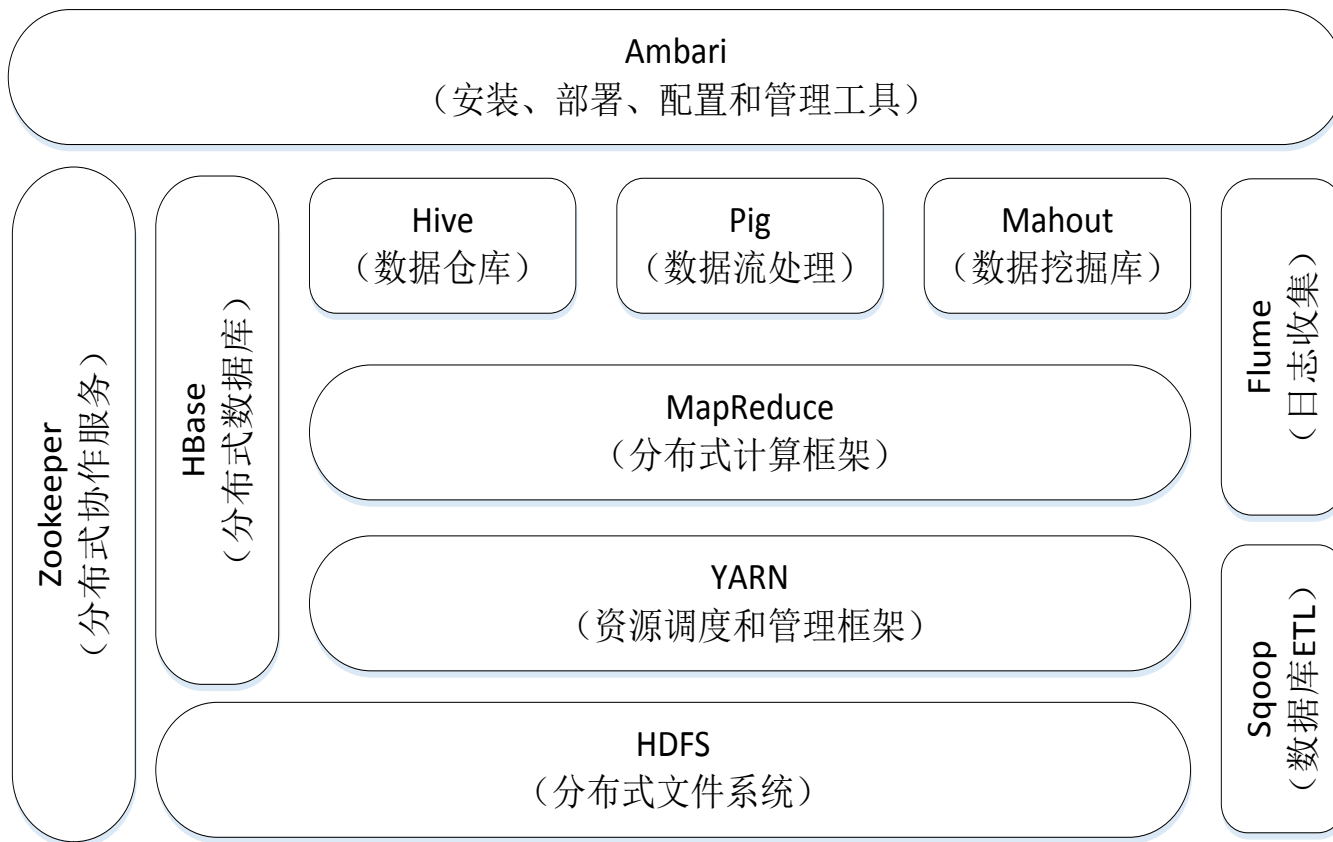 Ambari
（安装、部署、配置和管理工具）
Zookeeper
（分布式协作服务）
HBase
（分布式数据库）
Hive
（数据仓库）
Pig
（数据流处理）
Mahout
（数据挖掘库）
Flume
（日志收集）
MapReduce
（分布式计算框架）
YARN
（资源调度和管理框架）
Sqoop
（数据库ETL）
HDFS
（分布式文件系统）